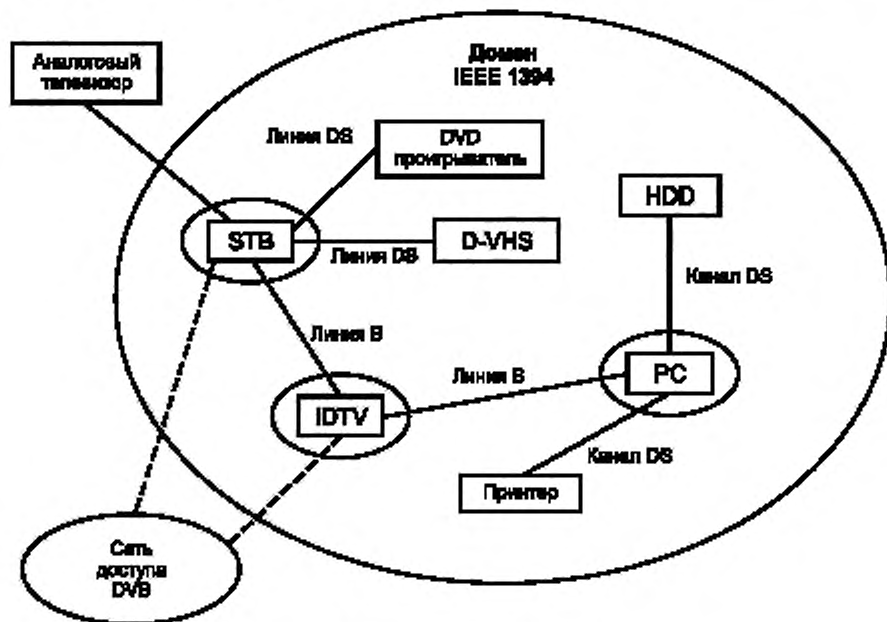 Домен
IEEE 1394
Аналоговый
телевизор
Линия DS
DVD
проигрыватель
HDD
STB
Линия DS
D-VHS
Канал DS
Линия В
Линия В
PC
IDTV
Канал DS
Принтер
Сеть
доступа
DVB